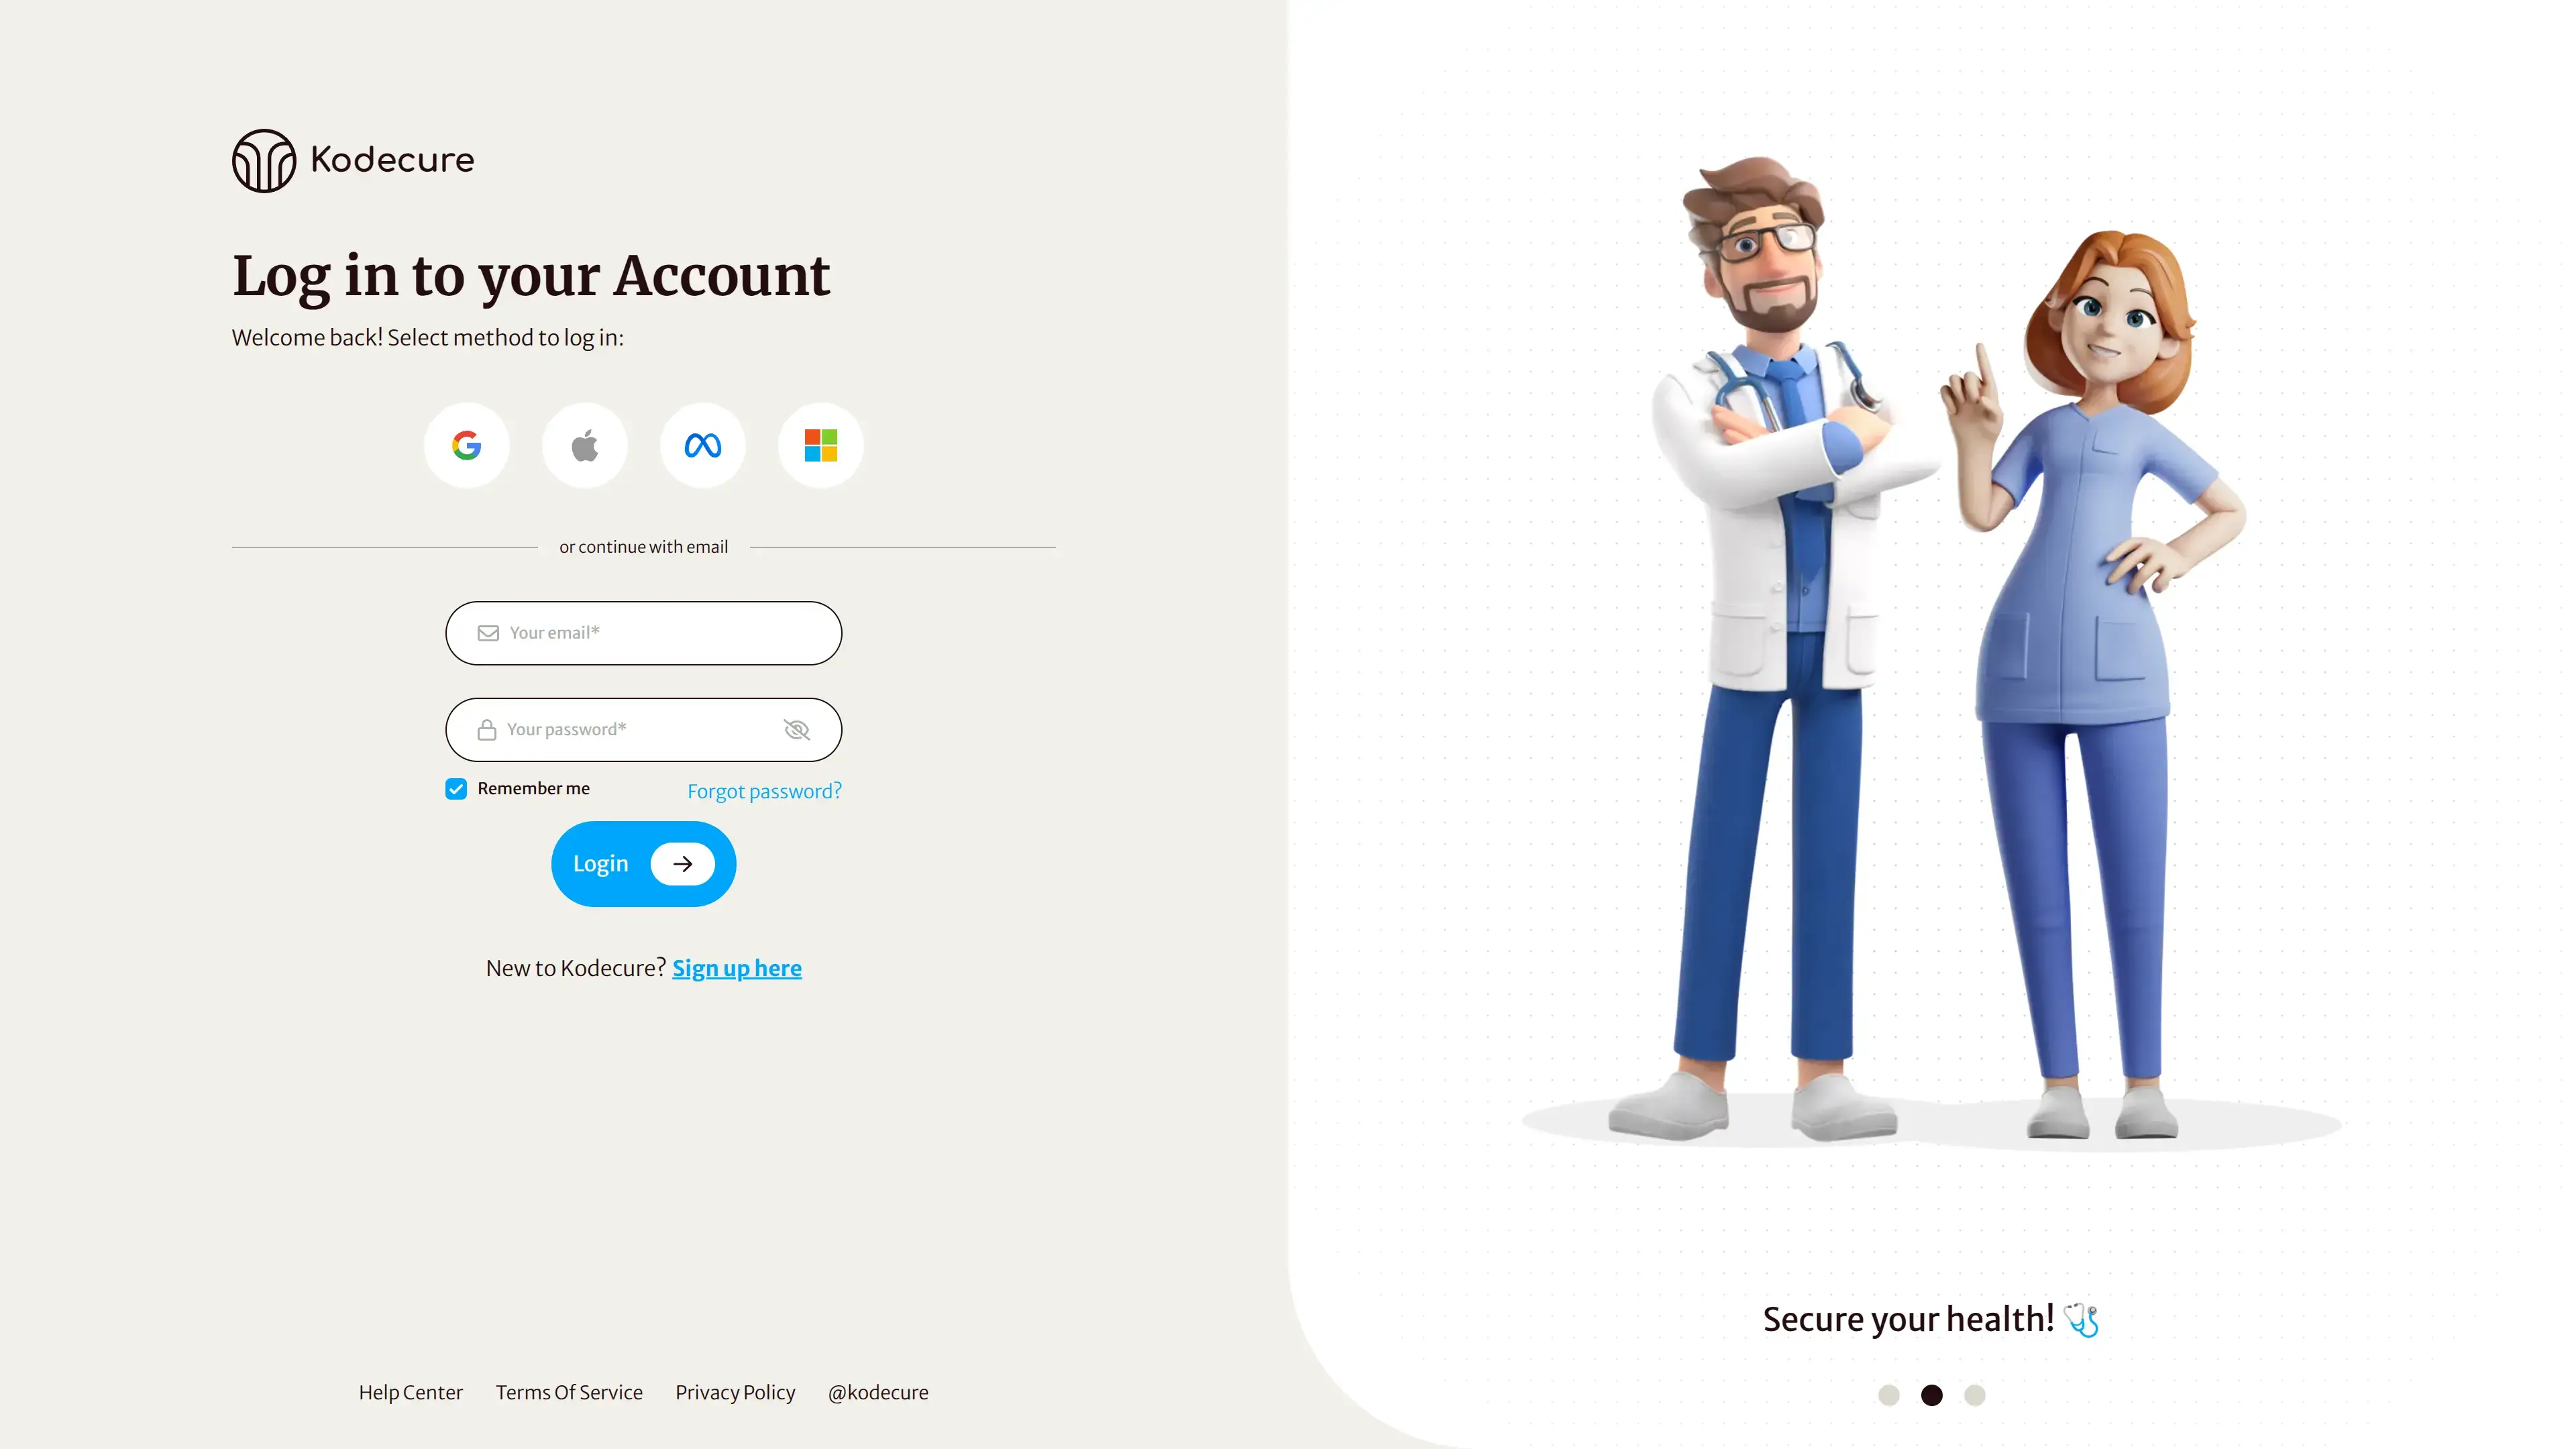 Kodecure
Log in to your Account
Welcome back! Select method to log in:
or continue with email
Your email*
Your password*
Remember me
Forgot password?
Login
New to Kodecure? Sign up here
Help Center
Terms Of Service
Privacy Policy
@kodecure
Secure your health! 🩺